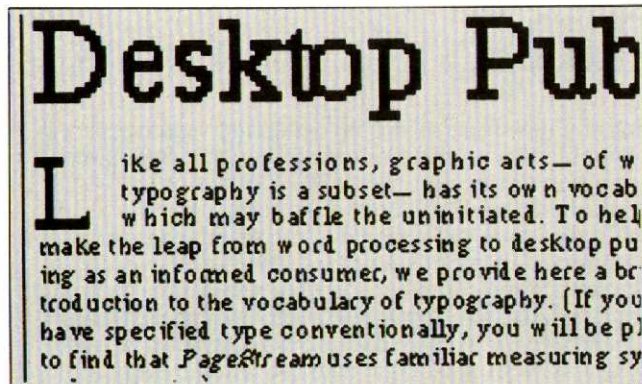 Desktop Pub
Like all professions, graphic arts— of w
typography is a subset— has its own vocab
which may baffle the uninitiated. To hel
make the leap from word processing to desktop pu
ing as an informed consumer, we provide here a br
troduction to the vocabulary of typography. (If you
have specified type conventionally, you will be pl
to find that PageStream uses familiar measuring sy